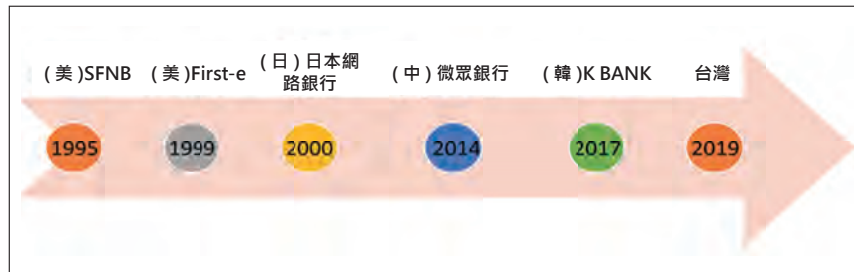 (美)SFNB
(美)First-e
(日)日本網
路銀行
(中)微眾銀行
(韓)K BANK
台灣
1995
1999
2000
2014
2017
2019